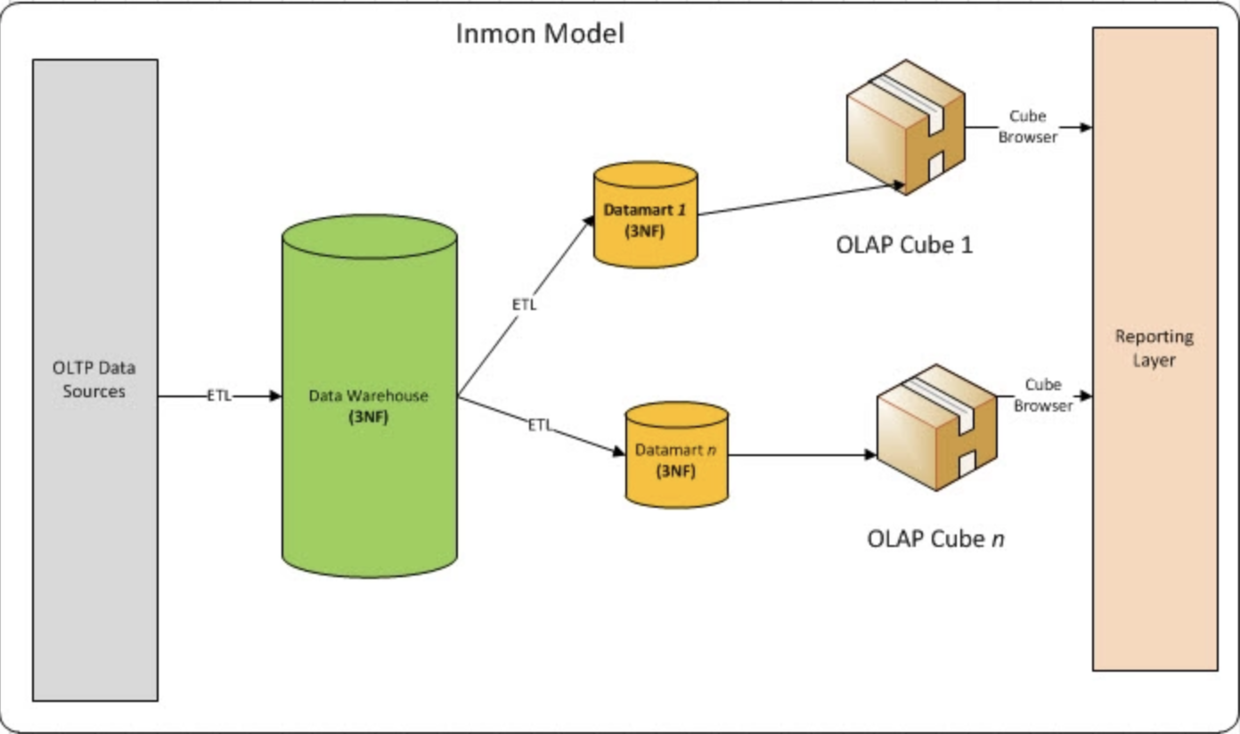 Inmon Model
OLTP Data
Sources
ETL
Data Warehouse
(3NF)
ETL
ETL
Datamart 1
(3NF)
Datamart n
(3NF)
OLAP Cube 1
OLAP Cube n
Cube
Browser
Cube
Browser
Reporting
Layer